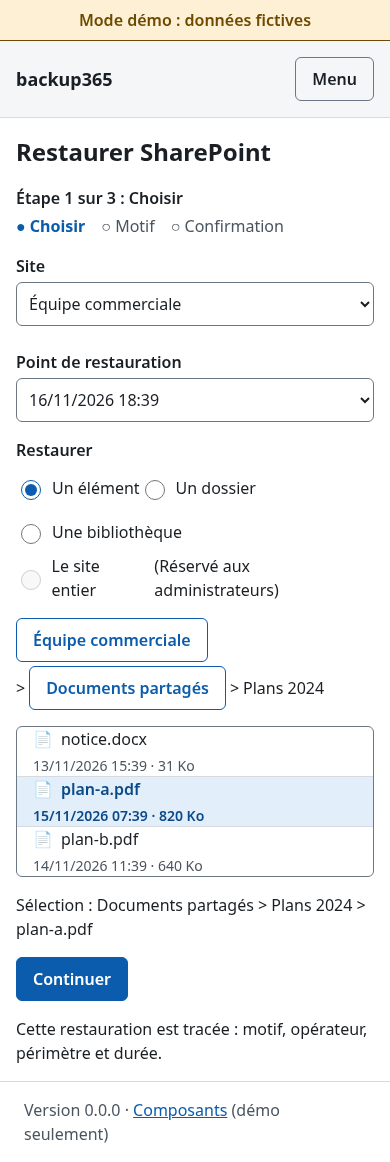 Mode démo : données fictives
backup365
Menu
Restaurer SharePoint
Étape 1 sur 3 : Choisir
● Choisir ○ Motif ○ Confirmation
Site
Équipe commerciale
Point de restauration
16/11/2026 18:39
Restaurer
Un élément Un dossier
Une bibliothèque
Le site entier
(Réservé aux administrateurs)
Équipe commerciale
> Documents partagés > Plans 2024
notice.docx
13/11/2026 15:39 · 31 Ko
plan-a.pdf
15/11/2026 07:39 · 820 Ko
plan-b.pdf
14/11/2026 11:39 · 640 Ko
Sélection : Documents partagés > Plans 2024 >
plan-a.pdf
Continuer
Cette restauration est tracée : motif, opérateur,
périmètre et durée.
Version 0.0.0 · Composants (démo
seulement)